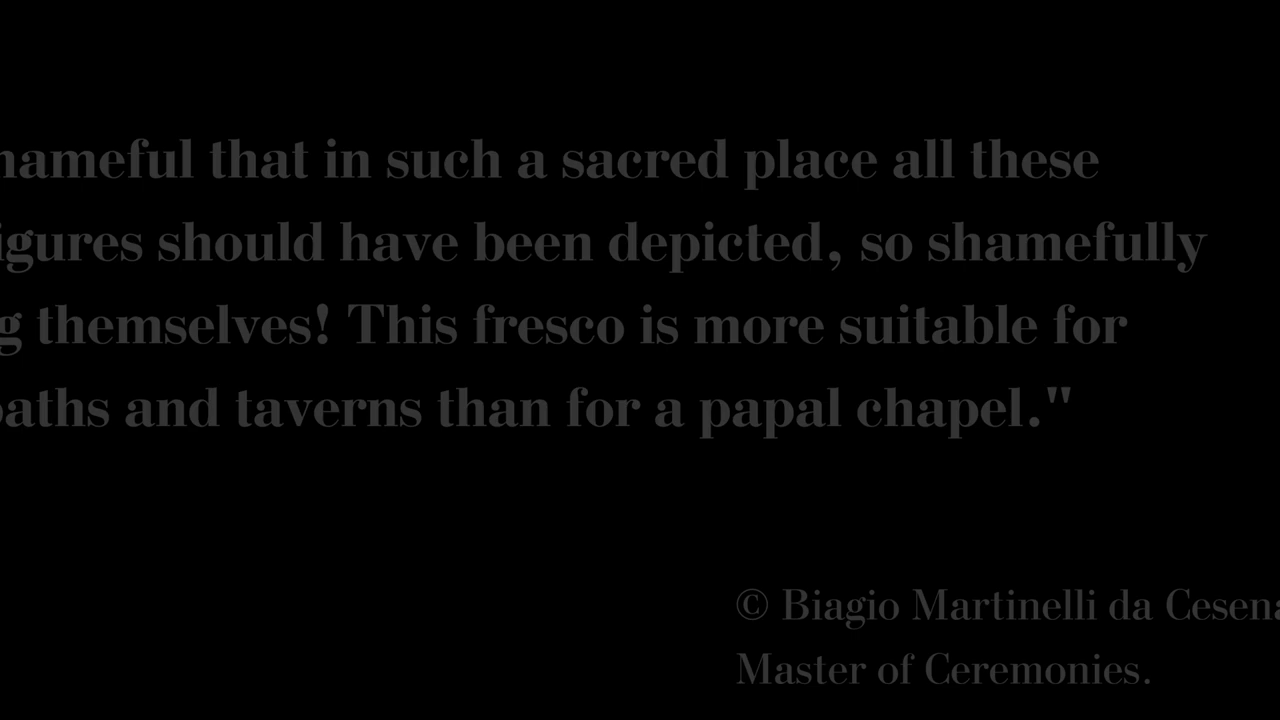 hameful that in such a sacred place all these
igures should have been depicted, so shamefully
g themselves! This fresco is more suitable for
baths and taverns than for a papal chapel."
© Biagio Martinelli da Cesena
Master of Ceremonies.